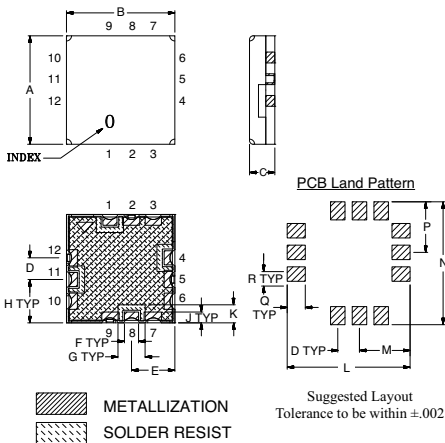 B
9 8 7
A
10
11
12
6
5
4
0
INDEX
1 2 3
C
PCB Land Pattern
1 2 3
12
11
10
D
H TYP
4
5
6
K
J TYP
F TYP
9 8 7
G TYP
E
P
N
R TYP
Q
TYP
D TYP
M
L
METALLIZATION
SOLDER RESIST
Suggested Layout
Tolerance to be within ±.002